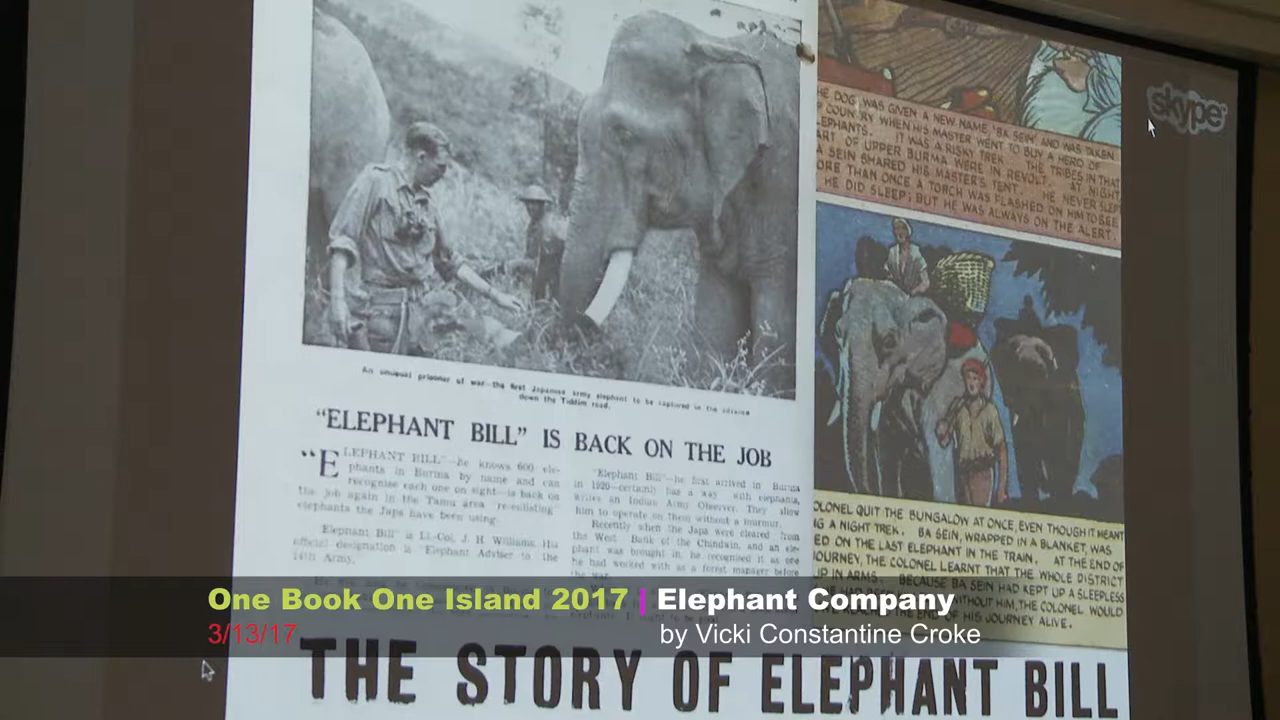 An unusual prisoner of war—the first Japanese army elephant to be captured in the advance
down the Tiddim road.
"ELEPHANT BILL" IS BACK ON THE JOB
"ELEPHANT BILL"—he knows 600 ele-
phants in Burma by name and can
recognise each one on sight—is back on
the job again in the Tamu area re-enlisting
elephants the Japs have been using.
"Elephant Bill" is Lt.-Col. J. H. Williams. His
official designation is "Elephant Adviser to the
14th Army.
"Elephant Bill"—he first arrived in Burma
in 1920—certainly has a way with elephants,
writes an Indian Army Observer. They allow
him to operate on them without a murmur.
Recently when the Japs were cleared from
the West Bank of the Chindwin, and an ele-
phant was brought in, he recognised it as one
he had worked with as a forest manager before
the war.
HE DOG WAS GIVEN A NEW NAME, 'BA SEIN' AND WAS TAKEN
P COUNTRY WHEN HIS MASTER WENT TO BUY A HERD OF
LEPHANTS. IT WAS A RISKY TREK. THE TRIBES IN THAT
ART OF UPPER BURMA WERE IN REVOLT. AT NIGHT
A SEIN SHARED HIS MASTER'S TENT. HE NEVER SLEPT
ORE THAN ONCE A TORCH WAS FLASHED ON HIM TO SEE
HE DID SLEEP; BUT HE WAS ALWAYS ON THE ALERT.
OLONEL QUIT THE BUNGALOW AT ONCE, EVEN THOUGH IT MEANT
NG A NIGHT TREK. BA SEIN, WRAPPED IN A BLANKET, WAS
ED ON THE LAST ELEPHANT IN THE TRAIN. AT THE END OF
JOURNEY, THE COLONEL LEARNT THAT THE WHOLE DISTRICT
UP IN ARMS. BECAUSE BA SEIN HAD KEPT UP A SLEEPLESS
WITHOUT HIM, THE COLONEL WOULD
THE END OF HIS JOURNEY ALIVE.
THE STORY OF ELEPHANT BILL
skype
One Book One Island 2017 | Elephant Company
3/13/17 by Vicki Constantine Croke